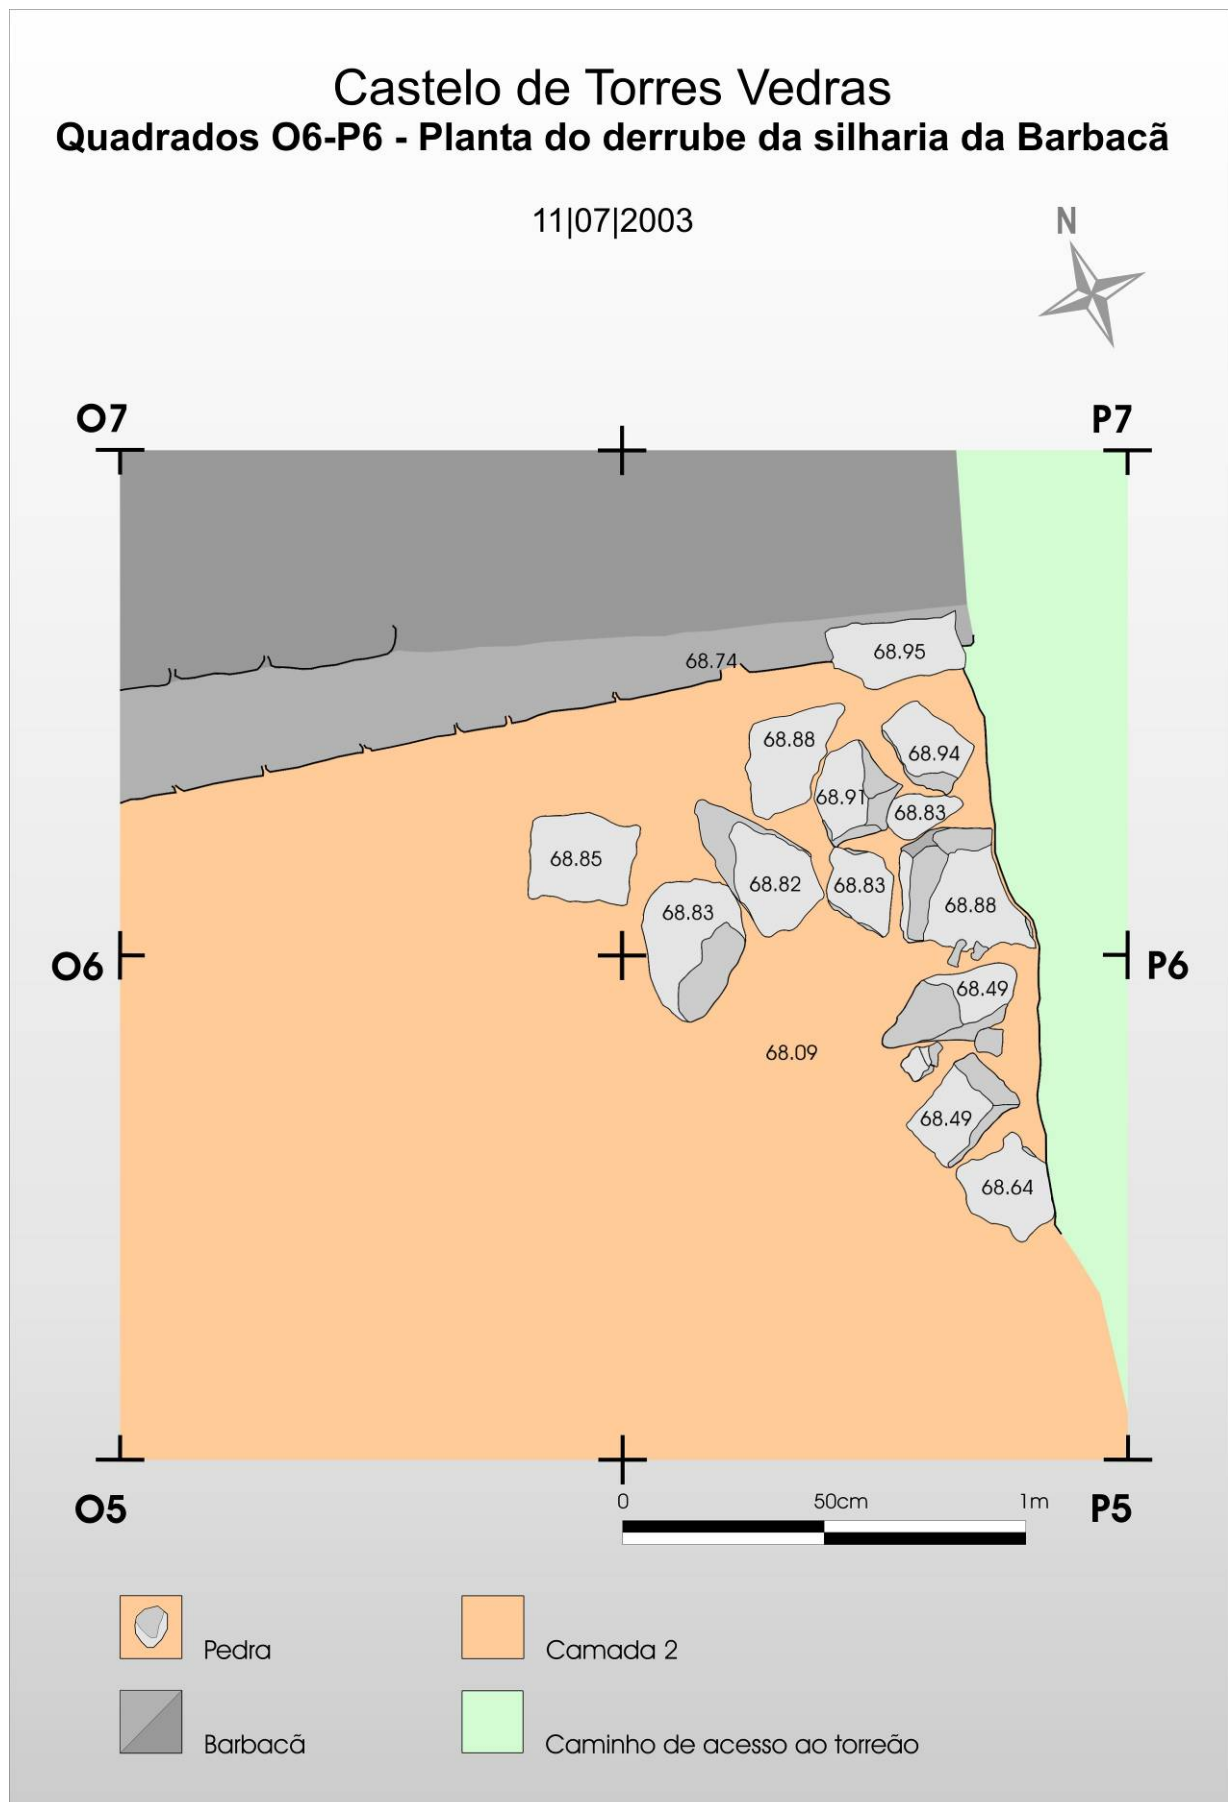 Castelo de Torres Vedras
Quadrados O6-P6 - Planta do derrube da silharia da Barbacã
11|07|2003
N
O7
P7
68.74
68.95
68.88
68.94
68.91
68.83
68.85
68.82
68.83
68.88
68.83
O6
P6
68.49
68.09
68.49
68.64
O5
0
50cm
1m
P5
Pedra
Camada 2
Barbacã
Caminho de acesso ao torreão